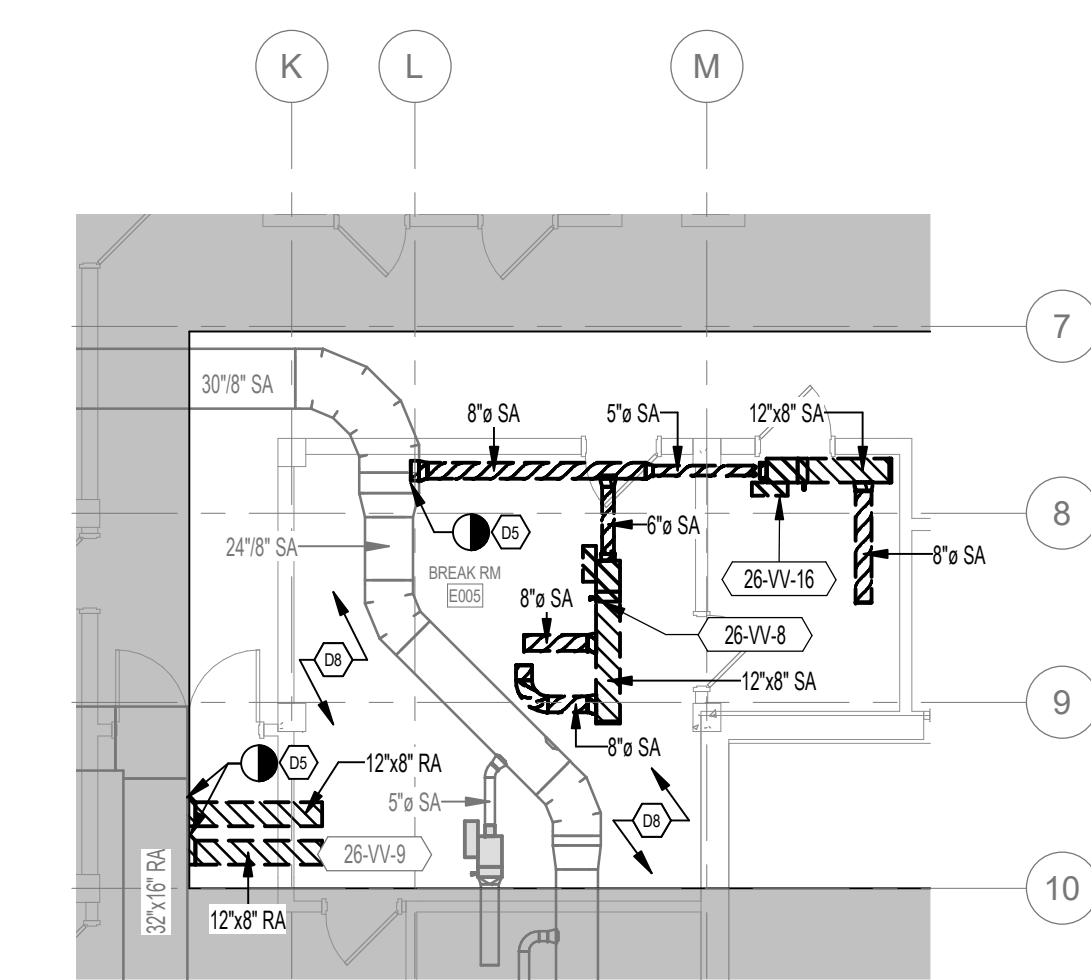 K
L
M
7
30"/8" SA
8"ø SA
5"ø SA
12"x8" SA
8
D5
6"ø SA
24"/8" SA
8"ø SA
BREAK RM
E005
26-VV-16
8"ø SA
26-VV-8
D8
12"x8" SA
9
8"ø SA
D5
12"x8" RA
5"ø SA
D8
26-VV-9
32"x16" RA
10
12"x8" RA